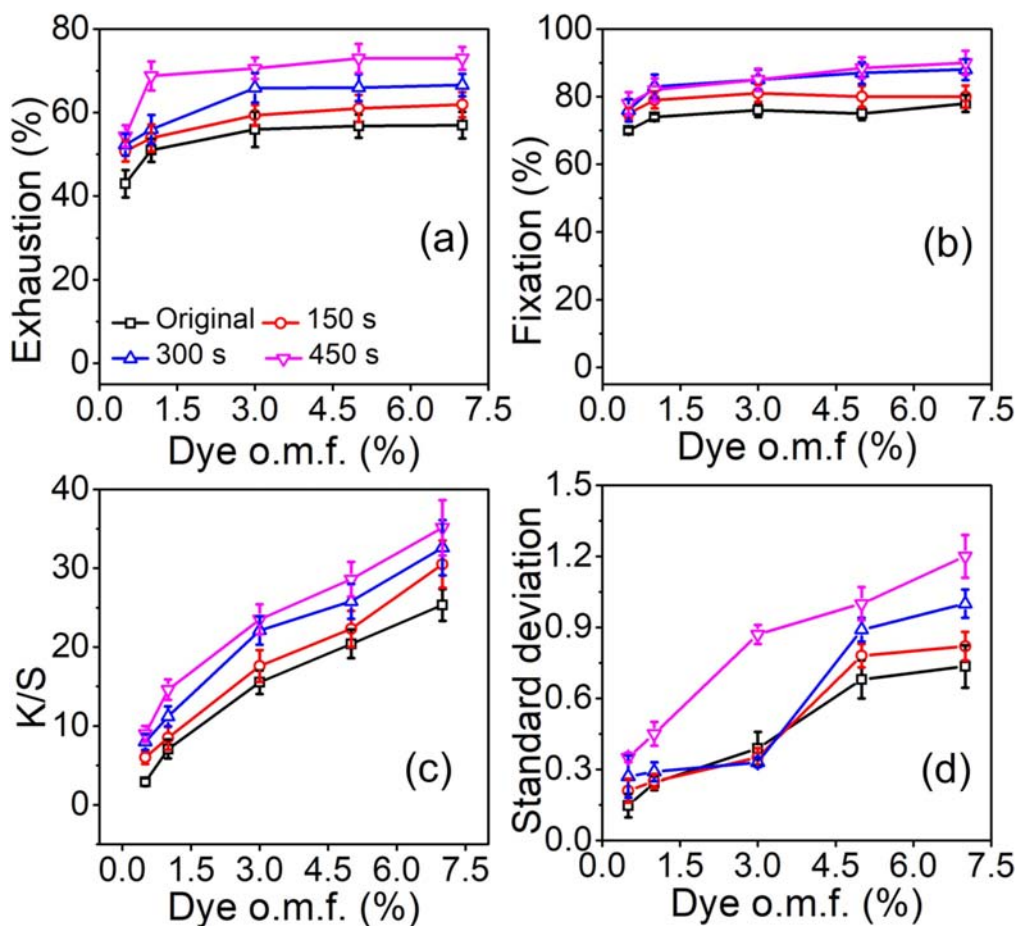 80
60
40
20
0
Exhaustion (%)
(a)
Original
150 s
300 s
450 s
0.0 1.5 3.0 4.5 6.0 7.5
Dye o.m.f. (%)
100
80
60
40
20
0
Fixation (%)
(b)
0.0 1.5 3.0 4.5 6.0 7.5
Dye o.m.f (%)
40
30
20
10
0
K/S
(c)
0.0 1.5 3.0 4.5 6.0 7.5
Dye o.m.f. (%)
1.5
1.2
0.9
0.6
0.3
0.0
Standard deviation
(d)
0.0 1.5 3.0 4.5 6.0 7.5
Dye o.m.f. (%)